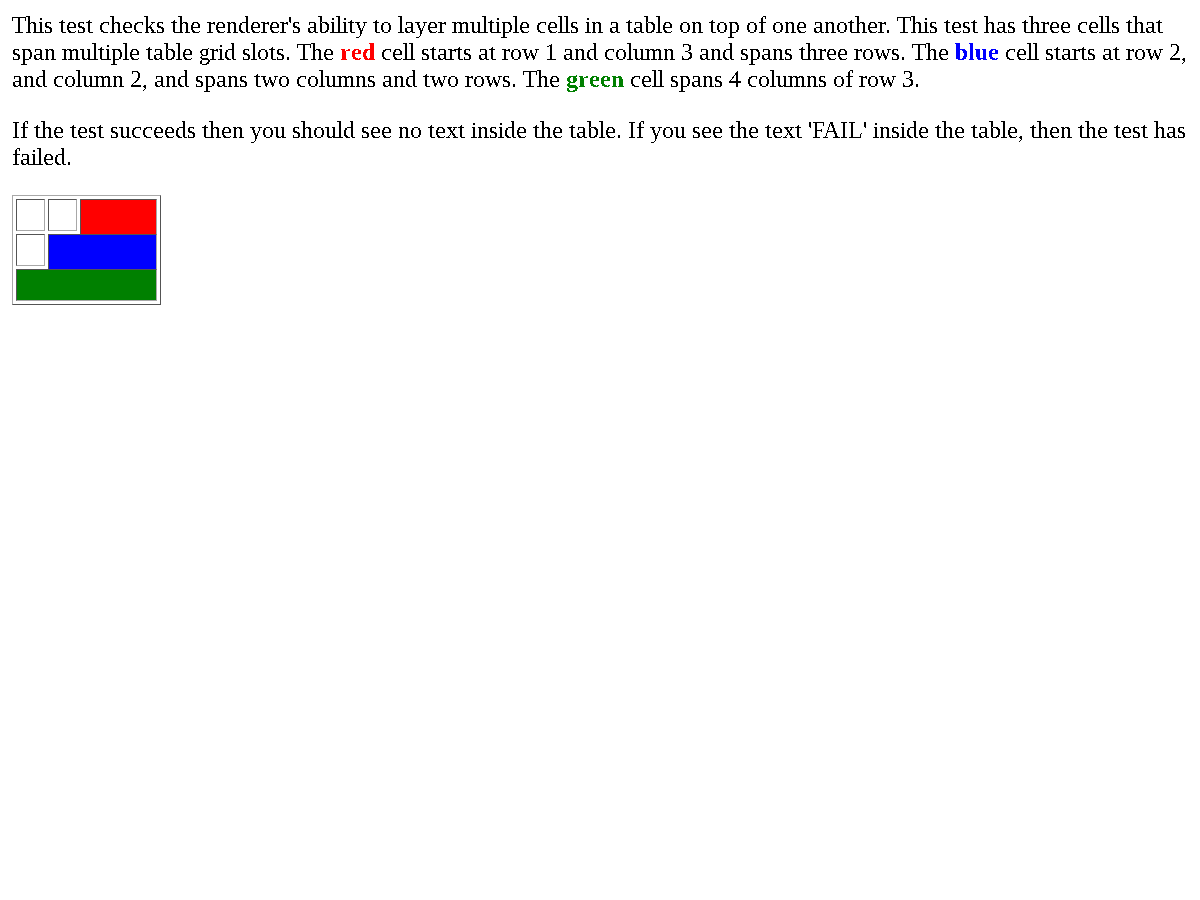 This test checks the renderer's ability to layer multiple cells in a table on top of one another. This test has three cells that
span multiple table grid slots. The red cell starts at row 1 and column 3 and spans three rows. The blue cell starts at row 2,
and column 2, and spans two columns and two rows. The green cell spans 4 columns of row 3.
If the test succeeds then you should see no text inside the table. If you see the text 'FAIL' inside the table, then the test has
failed.